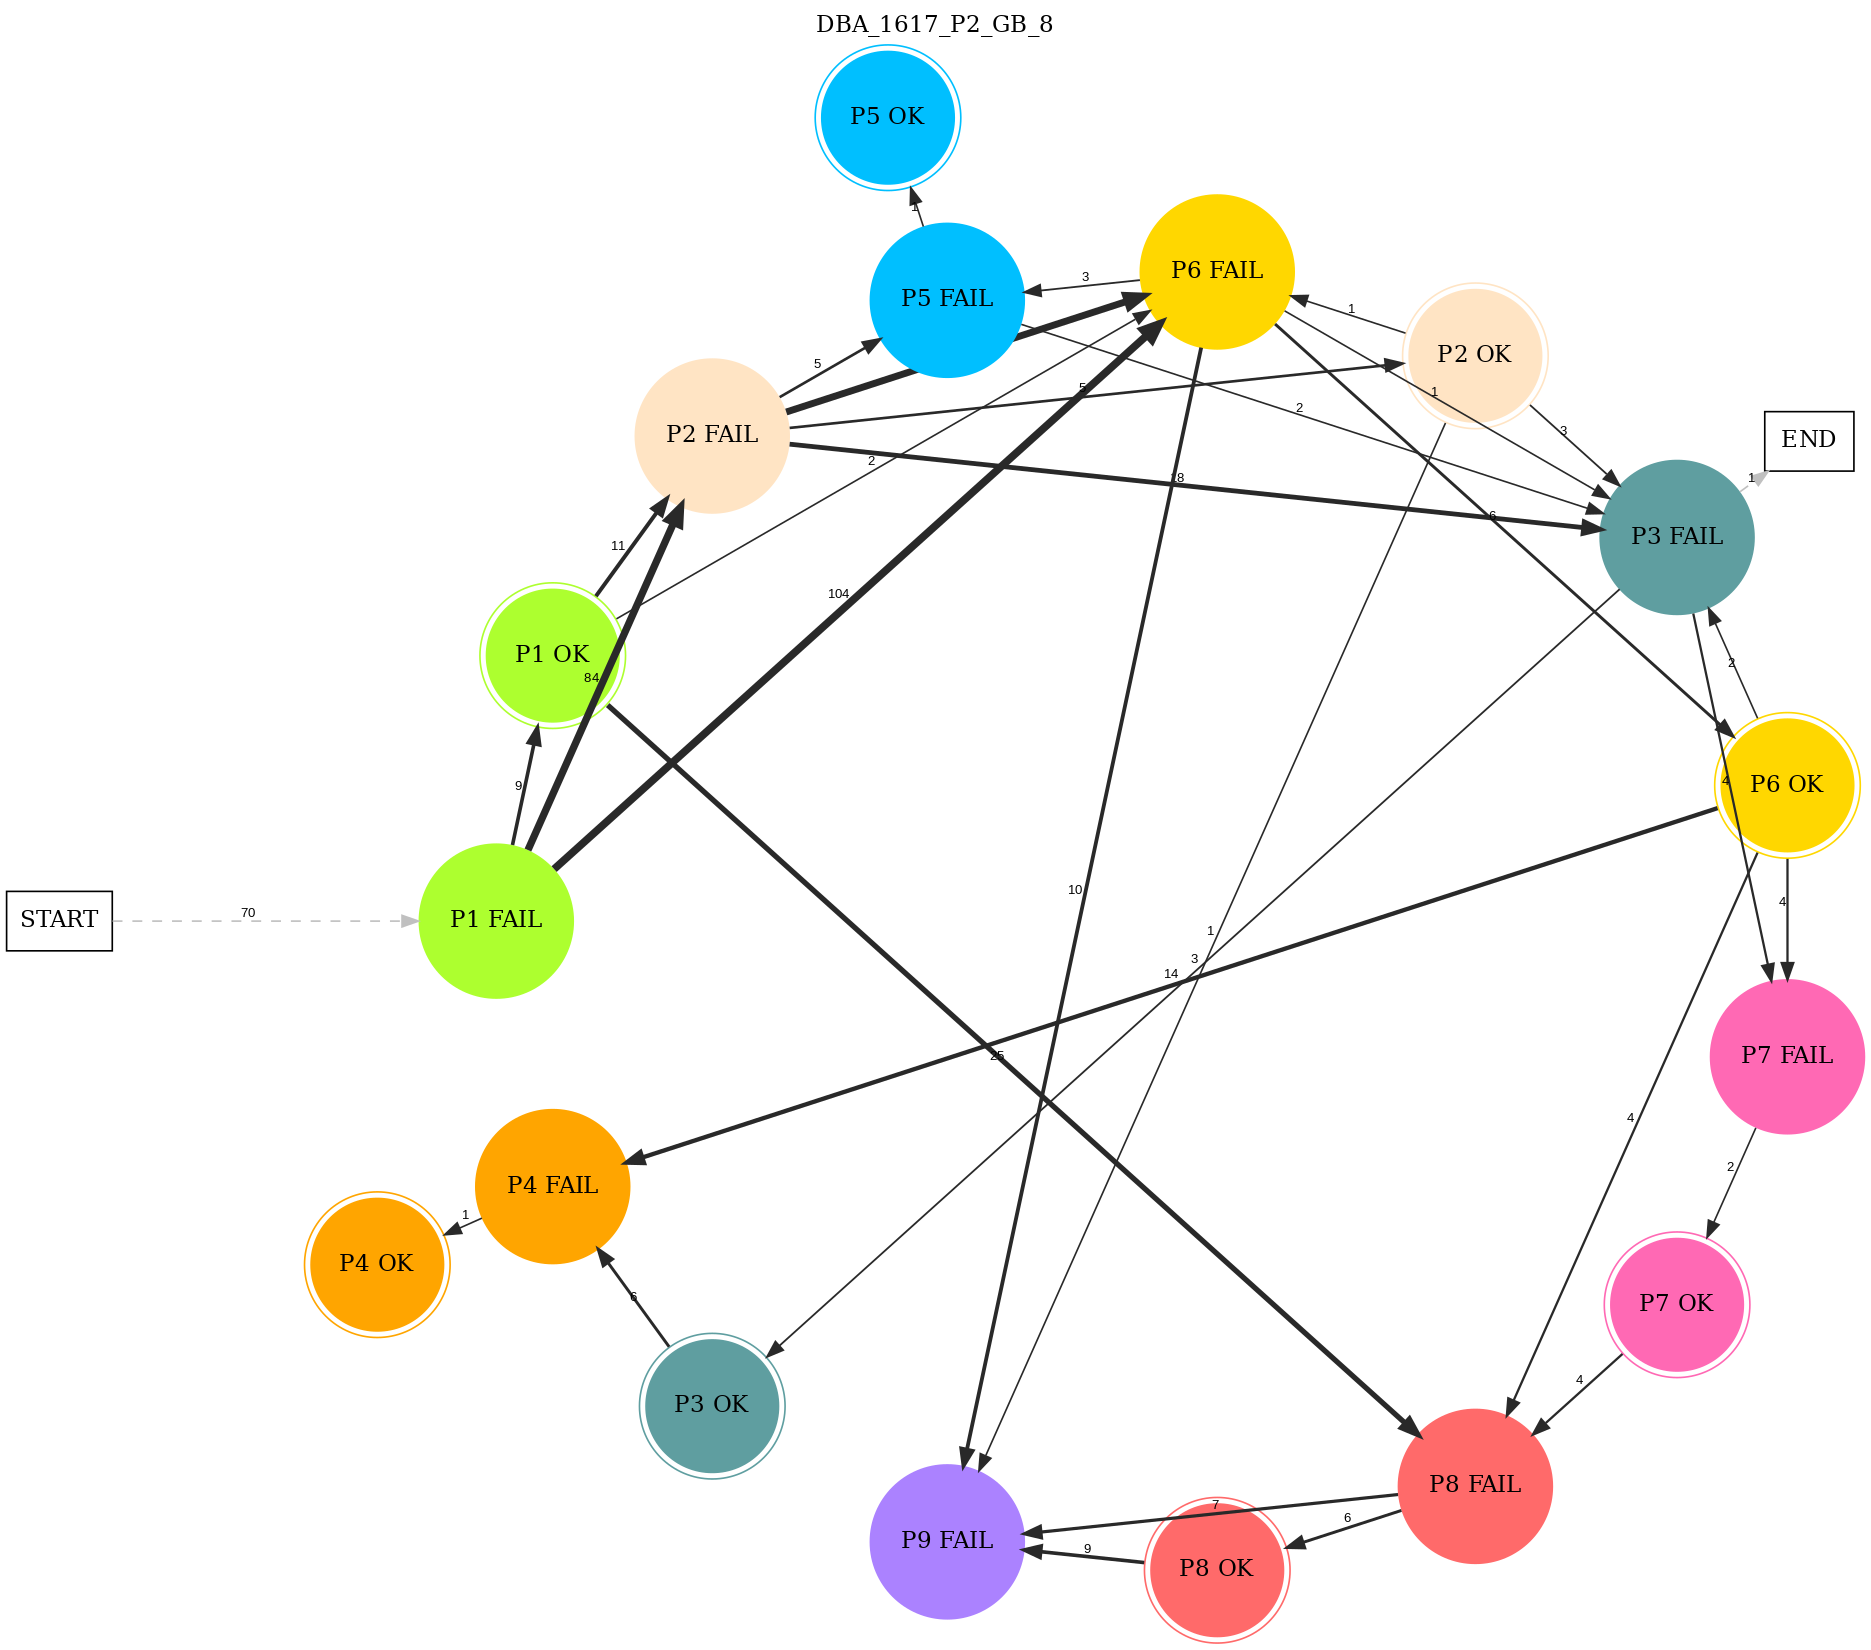 DBA_1617_P2_GB_8
P5 OK
1
P6 FAIL
3
P5 FAIL
1
P2 OK
5
5
1
2
3
END
P2 FAIL
2
18
1
6
P3 FAIL
11
104
P1 OK
84
2
9
4
P6 OK
10
4
START
70
P1 FAIL
1
3
14
25
P7 FAIL
4
2
P4 FAIL
1
P4 OK
6
P7 OK
4
P3 OK
P8 FAIL
7
6
9
P9 FAIL
P8 OK